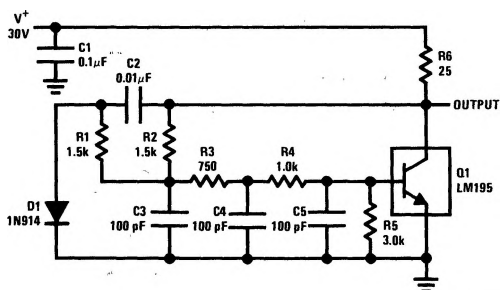 V+
30V
C1
0.1μF
C2
0.01μF
R6
25
OUTPUT
R1
1.5k
R2
1.5k
R3
750
R4
1.0k
Q1
LM195
D1
1N914
C3
100 pF
C4
100 pF
C5
100 pF
R5
3.0k